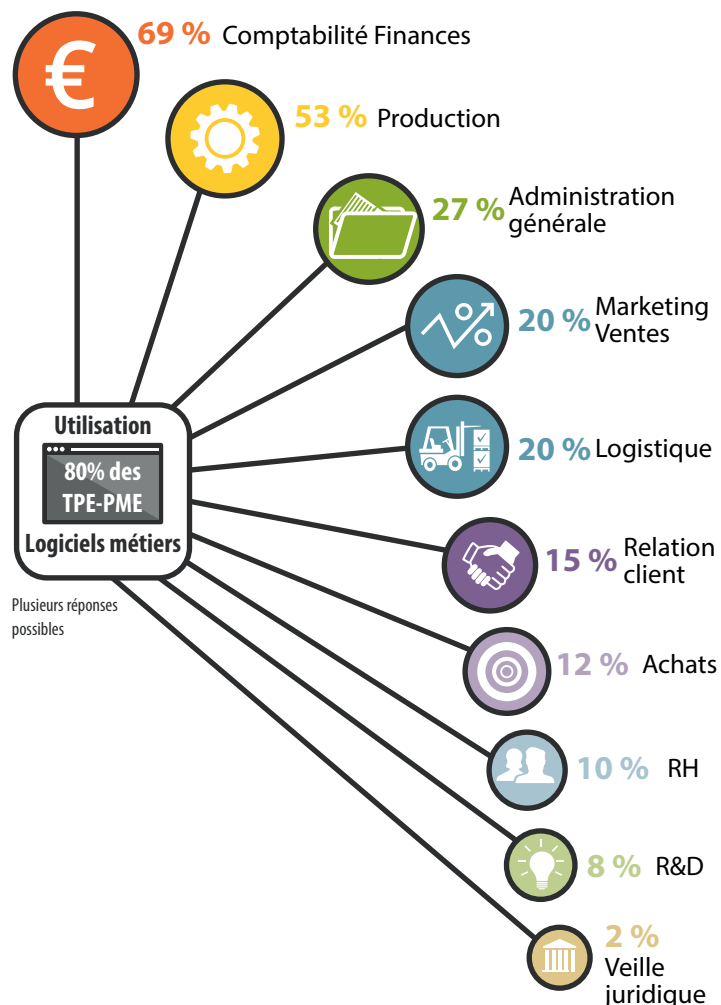 69 % Comptabilité Finances
53 % Production
27 % Administration
générale
20 % Marketing
Ventes
Utilisation
80% des
TPE-PME
Logiciels métiers
20 % Logistique
15 % Relation
client
Plusieurs réponses
possibles
12 % Achats
10 % RH
8 % R&D
2 %
Veille
juridique